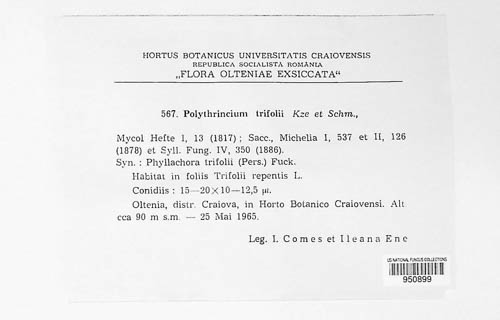 HORTUS BOTANICUS UNIVERSITATIS CRAIOVENSIS
REPUBLICA SOCIALISTĂ ROMÂNIA
„FLORA OLTENIAE EXSICCATA“
567. Polythrincium trifolii Kze et Schm.,
Mycol Hefte I, 13 (1817); Sacc., Michelia I, 537 et II, 126
(1878) et Syll. Fung. IV, 350 (1886).
Syn.: Phyllachora trifolii (Pers.) Fuck.
Habitat in foliis Trifolii repentis L.
Conidiis: 15—20×10—12,5 μ.
Oltenia, distr. Craiova, in Horto Botanico Craiovensi. Alt
cca 90 m s.m. — 25 Mai 1965.
Leg. I. Comes et Ileana Ene
US NATIONAL FUNGUS COLLECTIONS
950899